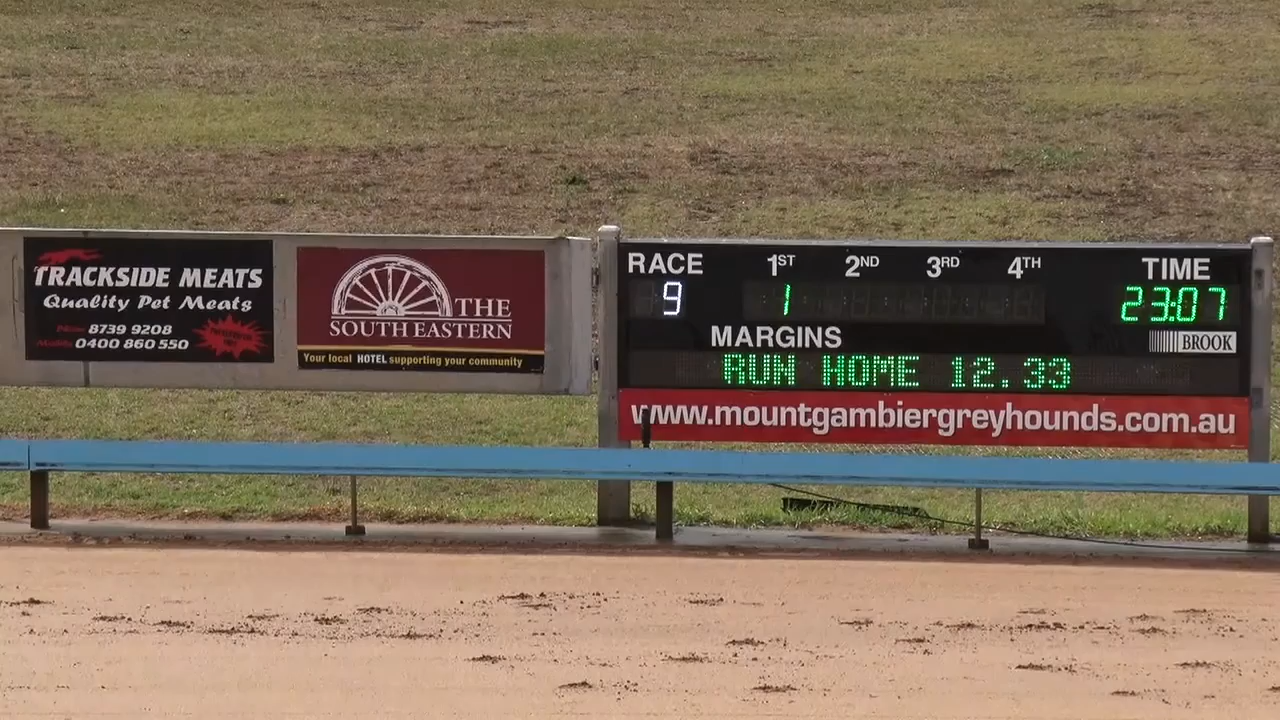 TRACKSIDE MEATS
Quality Pet Meats
8739 9208
0400 860 550
THE
SOUTH EASTERN
Your local HOTEL supporting your community
RACE 1ST 2ND 3RD 4TH TIME
9 1 23:07
MARGINS
BROOK
RUN HOME 12.33
www.mountgambiergreyhounds.com.au